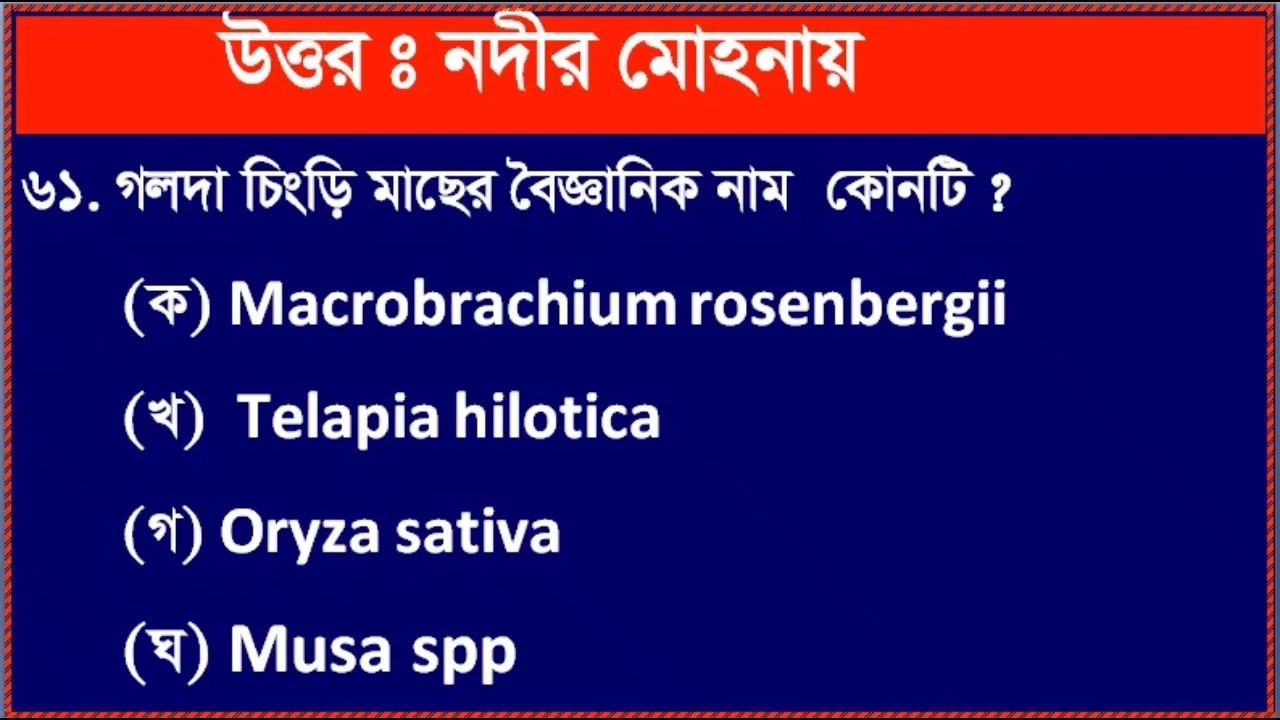 উত্তর ঃ নদীর মোহনায়
৬১. গলদা চিংড়ি মাছের বৈজ্ঞানিক নাম কোনটি ?
(ক) Macrobrachium rosenbergii
(খ) Telapia hilotica
(গ) Oryza sativa
(ঘ) Musa spp